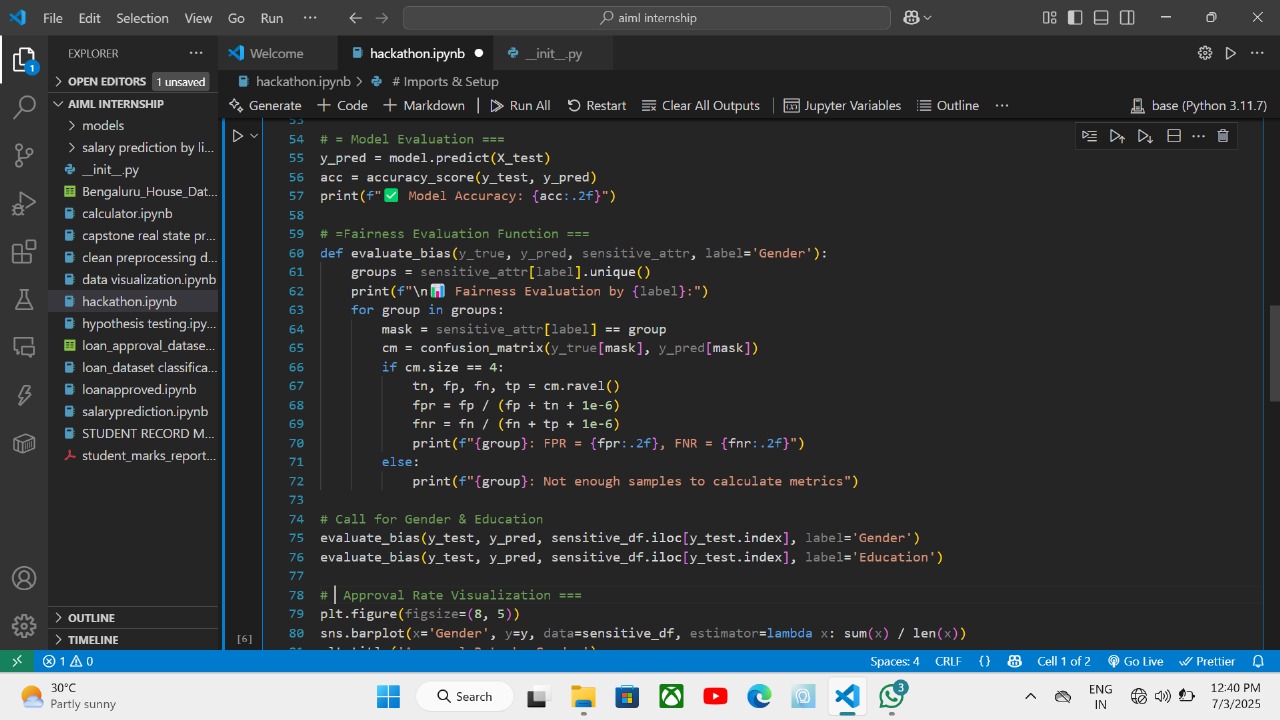 File Edit Selection View Go Run ··· aiml internship
EXPLORER ···
Welcome hackathon.ipynb __init__.py ···
OPEN EDITORS 1 unsaved
hackathon.ipynb > # Imports & Setup
AIML INTERNSHIP
Generate + Code + Markdown Run All Restart Clear All Outputs Jupyter Variables Outline ··· base (Python 3.11.7)
models
salary prediction by li...
__init__.py
Bengaluru_House_Dat...
calculator.ipynb
capstone real state pr...
clean preprocessing d...
data visualization.ipynb
hackathon.ipynb
hypothesis testing.ipy...
loan_approval_datase...
loan_dataset classifica...
loanapproved.ipynb
salaryprediction.ipynb
STUDENT RECORD M...
student_marks_report...
OUTLINE
TIMELINE
53
54 # = Model Evaluation ===
55 y_pred = model.predict(X_test)
56 acc = accuracy_score(y_test, y_pred)
57 print(f"✅ Model Accuracy: {acc:.2f}")
58
59 # =Fairness Evaluation Function ===
60 def evaluate_bias(y_true, y_pred, sensitive_attr, label='Gender'):
61 groups = sensitive_attr[label].unique()
62 print(f"\n📊 Fairness Evaluation by {label}:")
63 for group in groups:
64 mask = sensitive_attr[label] == group
65 cm = confusion_matrix(y_true[mask], y_pred[mask])
66 if cm.size == 4:
67 tn, fp, fn, tp = cm.ravel()
68 fpr = fp / (fp + tn + 1e-6)
69 fnr = fn / (fn + tp + 1e-6)
70 print(f"{group}: FPR = {fpr:.2f}, FNR = {fnr:.2f}")
71 else:
72 print(f"{group}: Not enough samples to calculate metrics")
73
74 # Call for Gender & Education
75 evaluate_bias(y_test, y_pred, sensitive_df.iloc[y_test.index], label='Gender')
76 evaluate_bias(y_test, y_pred, sensitive_df.iloc[y_test.index], label='Education')
77
78 # Approval Rate Visualization ===
79 plt.figure(figsize=(8, 5))
[6] 80 sns.barplot(x='Gender', y=y, data=sensitive_df, estimator=lambda x: sum(x) / len(x))
1 0 Spaces: 4 CRLF {} Cell 1 of 2 Go Live Prettier
30°C
Partly sunny
Search
3
ENG
IN
12:40 PM
7/3/2025
1